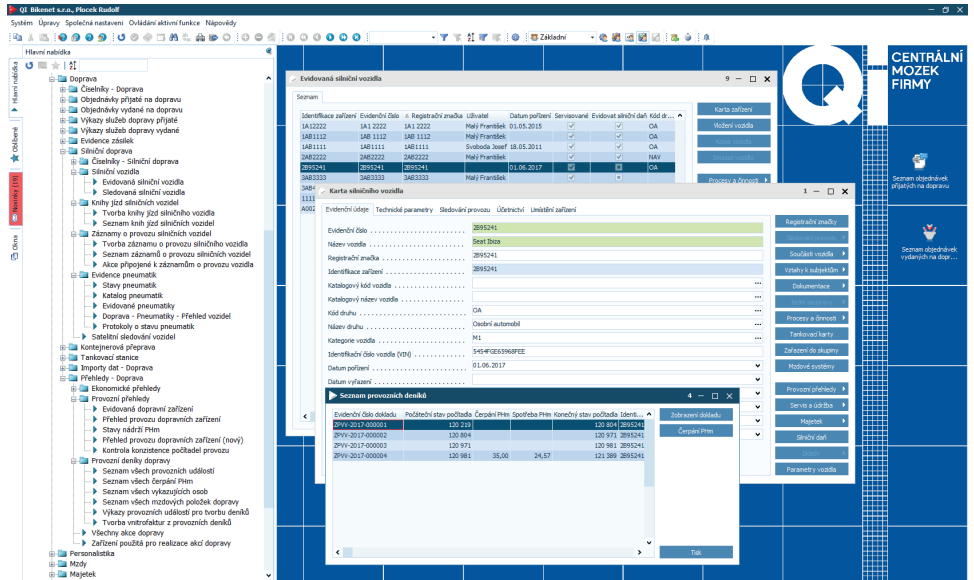 QI Bikenet s.r.o., Plocek Rudolf
Systém Úpravy Společná nastavení Ovládání aktivní funkce Nápovědy
Základní
Hlavní nabídka
Hlavní nabídka
Oblíbené
Novinky (19)
Okna
Doprava
Číselníky - Doprava
Objednávky přijaté na dopravu
Objednávky vydané na dopravu
Výkazy služeb dopravy přijaté
Výkazy služeb dopravy vydané
Evidence zásilek
Silniční doprava
Číselníky - Silniční doprava
Silniční vozidla
Evidovaná silniční vozidla
Sledovaná silniční vozidla
Knihy jízd silničních vozidel
Tvorba knihy jízd silničního vozidla
Seznam knih jízd silničních vozidel
Záznamy o provozu silničních vozidel
Tvorba záznamu o provozu silničního vozidla
Seznam záznamů o provozu silničních vozidel
Akce připojené k záznamům o provozu vozidla
Evidence pneumatik
Stavy pneumatik
Katalog pneumatik
Evidované pneumatiky
Doprava - Pneumatiky - Přehled vozidel
Protokoly o stavu pneumatik
Satelitní sledování vozidel
Kontejnerová přeprava
Tankovací stanice
Importy dat - Doprava
Přehledy - Doprava
Ekonomické přehledy
Provozní přehledy
Evidovaná dopravní zařízení
Přehled provozu dopravních zařízení
Stavy nádrží PHm
Přehled provozu dopravních zařízení (nový)
Kontrola konzistence počítadel provozu
Provozní deníky dopravy
Seznam všech provozních událostí
Seznam všech čerpání PHm
Seznam všech vykazujících osob
Seznam všech mzdových položek dopravy
Výkazy provozních událostí pro tvorbu deníků
Tvorba vnitrofaktur z provozních deníků
Všechny akce dopravy
Zařízení použitá pro realizace akcí dopravy
Personalistika
Mzdy
Majetek
CENTRÁLNÍ
MOZEK
FIRMY
Seznam objednávek
přijatých na dopravu
Seznam objednávek
vydaných na dopr...
Evidovaná silniční vozidla 9
Seznam
Identifikace zařízení Evidenční číslo Registrační značka Uživatel Datum pořízení Servisované Evidovat silniční daň Kód dr...
1A12222 1A1 2222 1A1 2222 Malý František 01.05.2015 OA
1AB1112 1AB 1112 1AB1112 Malý František OA
1AB1111 1AB1111 1AB1111 Svoboda Josef 18.05.2011 OA
2AB2222 2AB2222 2AB2222 Malý František NAV
2B95241 2B95241 2B95241 01.06.2017 OA
3AB3333 3AB3333 3AB3333 Malý František
Karta zařízení
Vložení vozidla
Procesy a činnosti
Karta silničního vozidla 1
Evidenční údaje Technické parametry Sledování provozu Účetnictví Umístění zařízení
Evidenční číslo 2B95241
Název vozidla Seat Ibiza
Registrační značka 2B95241
Identifikace zařízení 2B95241
Katalogový kód vozidla
Katalogový název vozidla
Kód druhu OA
Název druhu Osobní automobil
Kategorie vozidla M1
Identifikační číslo vozidla (VIN) 5454FGE65968FEE
Datum pořízení 01.06.2017
Datum vyřazení
Registrační značky
Součásti vozidla
Vztahy k subjektům
Dokumentace
Procesy a činnosti
Tankovací karty
Zařazení do skupiny
Mzdové systémy
Provozní přehledy
Servis a údržba
Majetek
Silniční daň
Parametry vozidla
Seznam provozních deníků 4
Evidenční číslo dokladu Počáteční stav počítadla Čerpání PHm Spotřeba PHm Konečný stav počítadla Identi...
ZPVV-2017-000001 120 219 120 804 2B95241
ZPVV-2017-000002 120 804 120 971 2B95241
ZPVV-2017-000003 120 971 120 981 2B95241
ZPVV-2017-000004 120 981 35,00 24,57 121 389 2B95241
Zobrazení dokladu
Čerpání PHm
Tisk